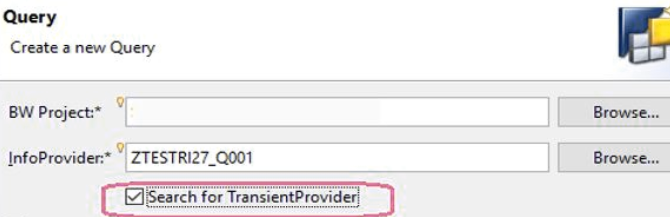 Query
Create a new Query
BW Project:*
Browse...
InfoProvider:* ZTESTRI27_Q001
Browse...
Search for TransientProvider